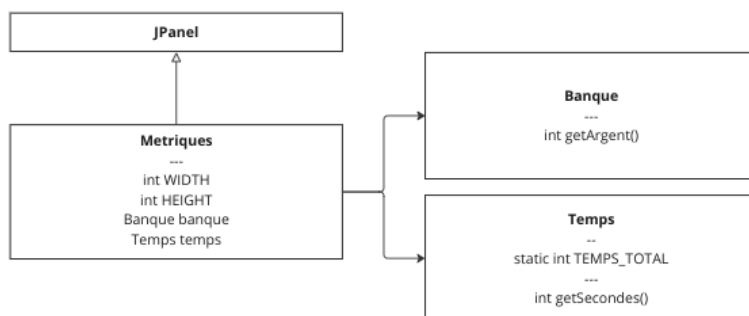 JPanel
Metriques
---
int WIDTH
int HEIGHT
Banque banque
Temps temps
Banque
---
int getArgent()
Temps
--
static int TEMPS_TOTAL
---
int getSecondes()